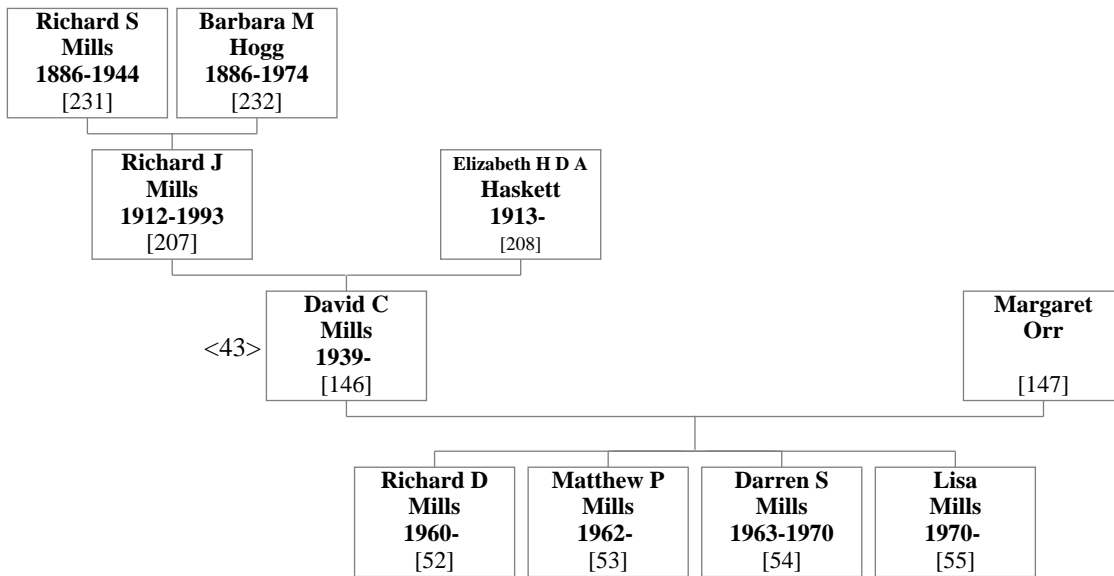 Richard S
Mills
1886-1944
[231]
Barbara M
Hogg
1886-1974
[232]
Richard J
Mills
1912-1993
[207]
Elizabeth H D A
Haskett
1913-
[208]
<43>
David C
Mills
1939-
[146]
Margaret
Orr
[147]
Richard D
Mills
1960-
[52]
Matthew P
Mills
1962-
[53]
Darren S
Mills
1963-1970
[54]
Lisa
Mills
1970-
[55]